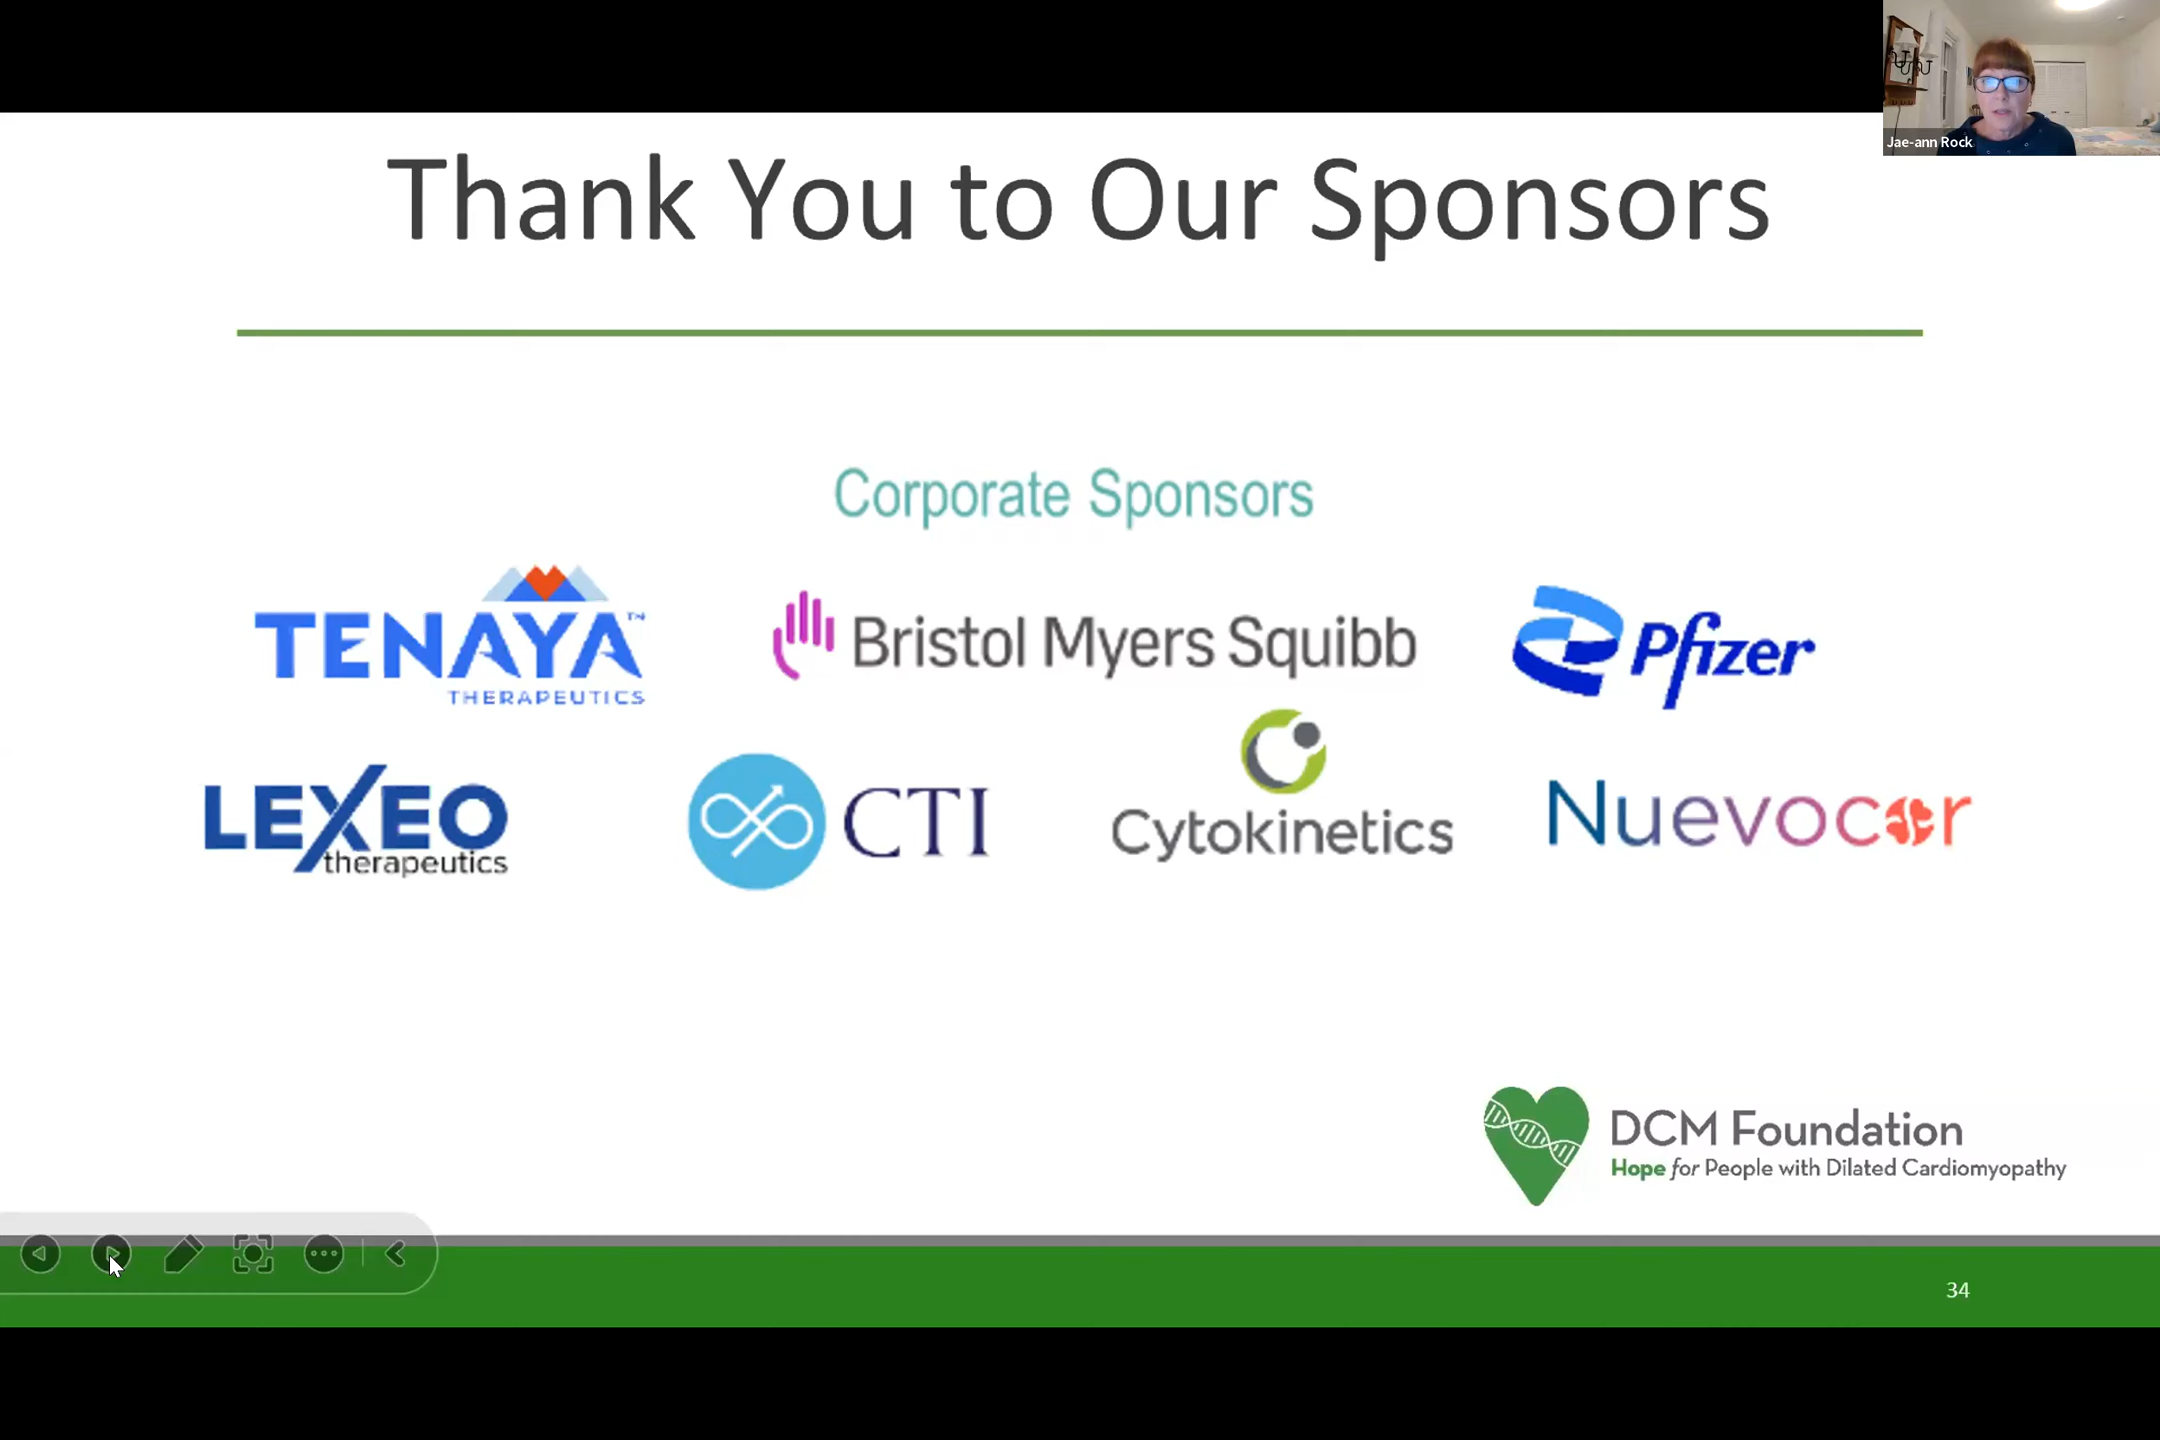 Jae-ann Rock
Thank You to Our Sponsors
Corporate Sponsors
TENAYA™
THERAPEUTICS
Bristol Myers Squibb
Pfizer
LEXEO
therapeutics
CTI
Cytokinetics
Nuevocor
DCM Foundation
Hope for People with Dilated Cardiomyopathy
34